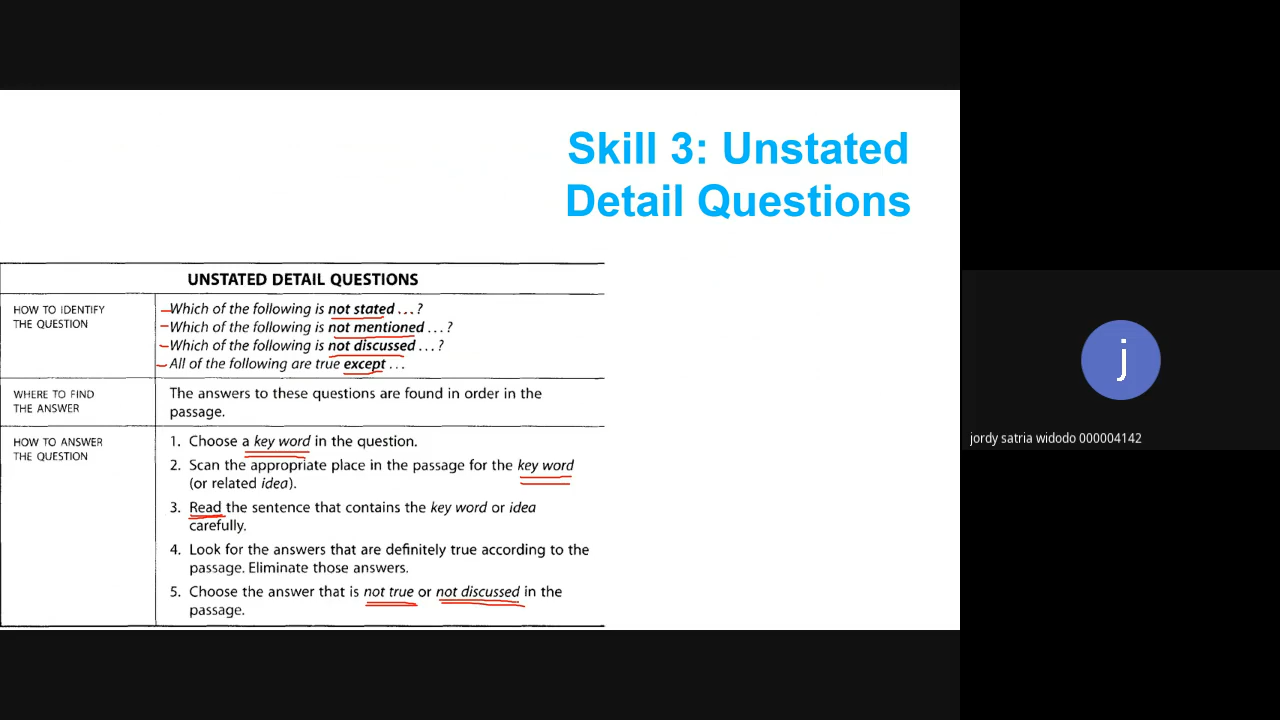 Skill 3: Unstated
Detail Questions
UNSTATED DETAIL QUESTIONS
HOW TO IDENTIFY
THE QUESTION
Which of the following is not stated . . . ?
Which of the following is not mentioned . . . ?
Which of the following is not discussed . . . ?
All of the following are true except . . .
WHERE TO FIND
THE ANSWER
The answers to these questions are found in order in the
passage.
HOW TO ANSWER
THE QUESTION
1. Choose a key word in the question.
2. Scan the appropriate place in the passage for the key word
(or related idea).
3. Read the sentence that contains the key word or idea
carefully.
4. Look for the answers that are definitely true according to the
passage. Eliminate those answers.
5. Choose the answer that is not true or not discussed in the
passage.
j
jordy satria widodo 000004142